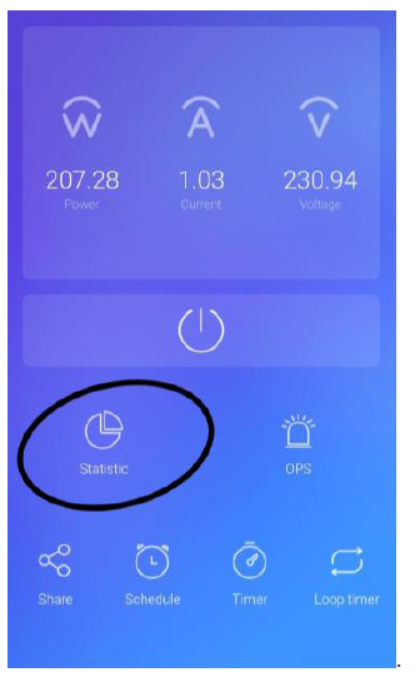 W A V
207.28 1.03 230.94
Power Current Voltage
Statistic OPS
Share Schedule Timer Loop timer
.